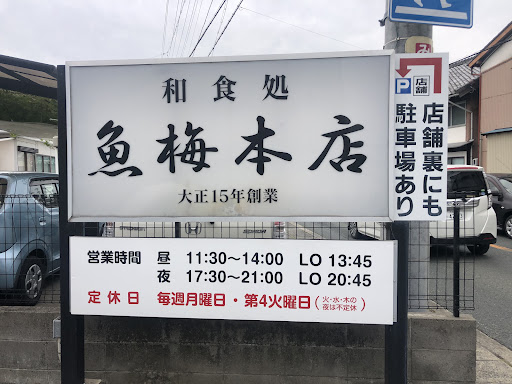 和食処
魚梅本店
大正15年創業
営業時間 昼 11:30～14:00 LO 13:45
夜 17:30～21:00 LO 20:45
定休日 毎週月曜日・第4火曜日(火・水・木の夜は不定休)
み
店舗
P
店舗裏にも
駐車場あり